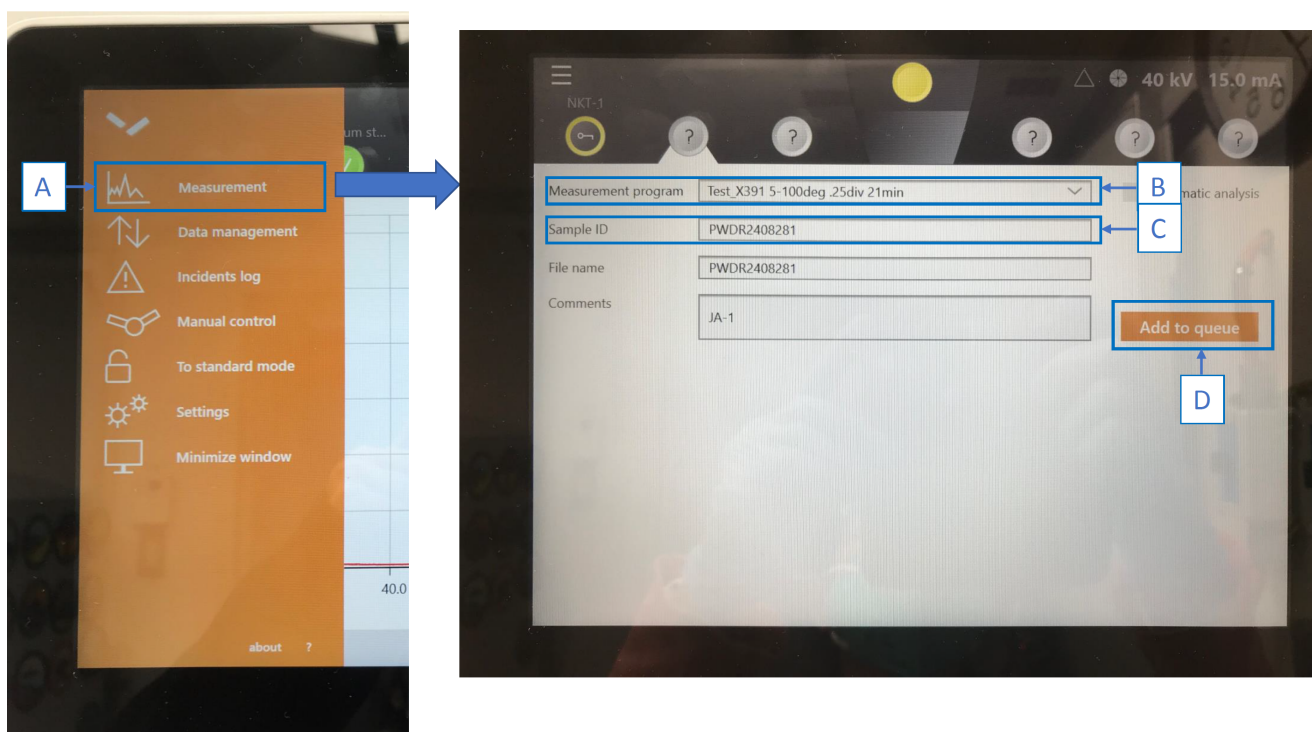 um st...
A
Measurement
Data management
Incidents log
Manual control
To standard mode
Settings
Minimize window
40.0
about ?
NKT-1
40 kV 15.0 mA
? ? ? ? ?
Measurement program Test_X391 5-100deg .25div 21min
B
matic analysis
Sample ID PWDR2408281
C
File name PWDR2408281
Comments JA-1
Add to queue
D